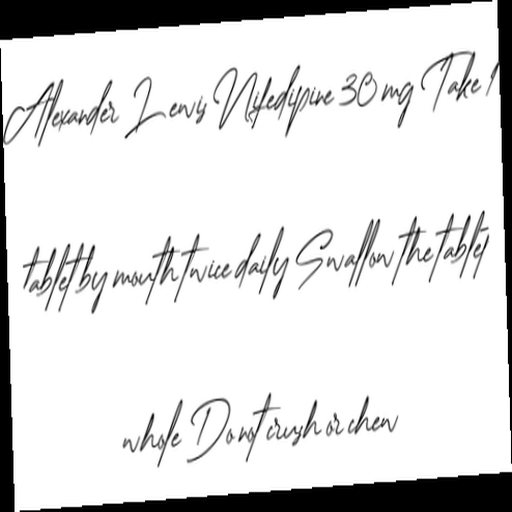 Alexander Lewis Nifedipine 30 mg Take 1
tablet by mouth twice daily Swallow the tablet
whole Do not crush or chew